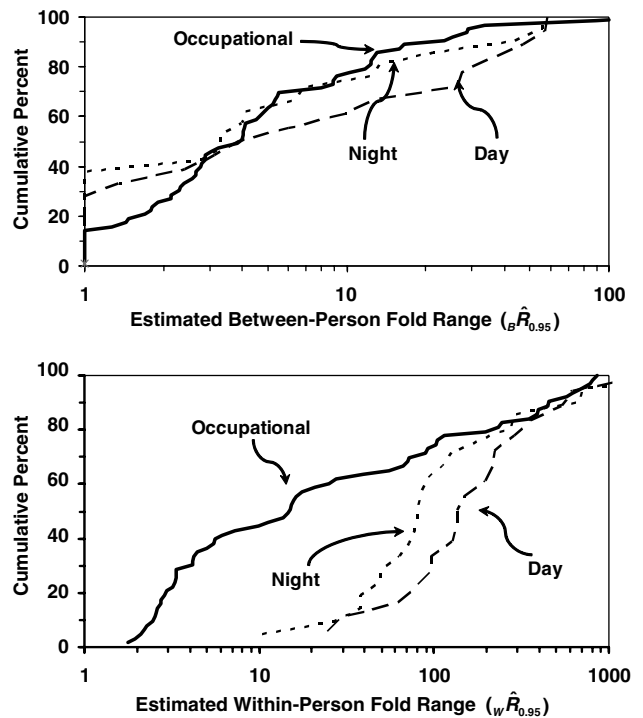 100
80
60
40
20
0
Cumulative Percent
Occupational
Night
Day
1
10
100
Estimated Between-Person Fold Range (BR̂0.95)
100
80
60
40
20
0
Cumulative Percent
Occupational
Night
Day
1
10
100
1000
Estimated Within-Person Fold Range (WR̂0.95)